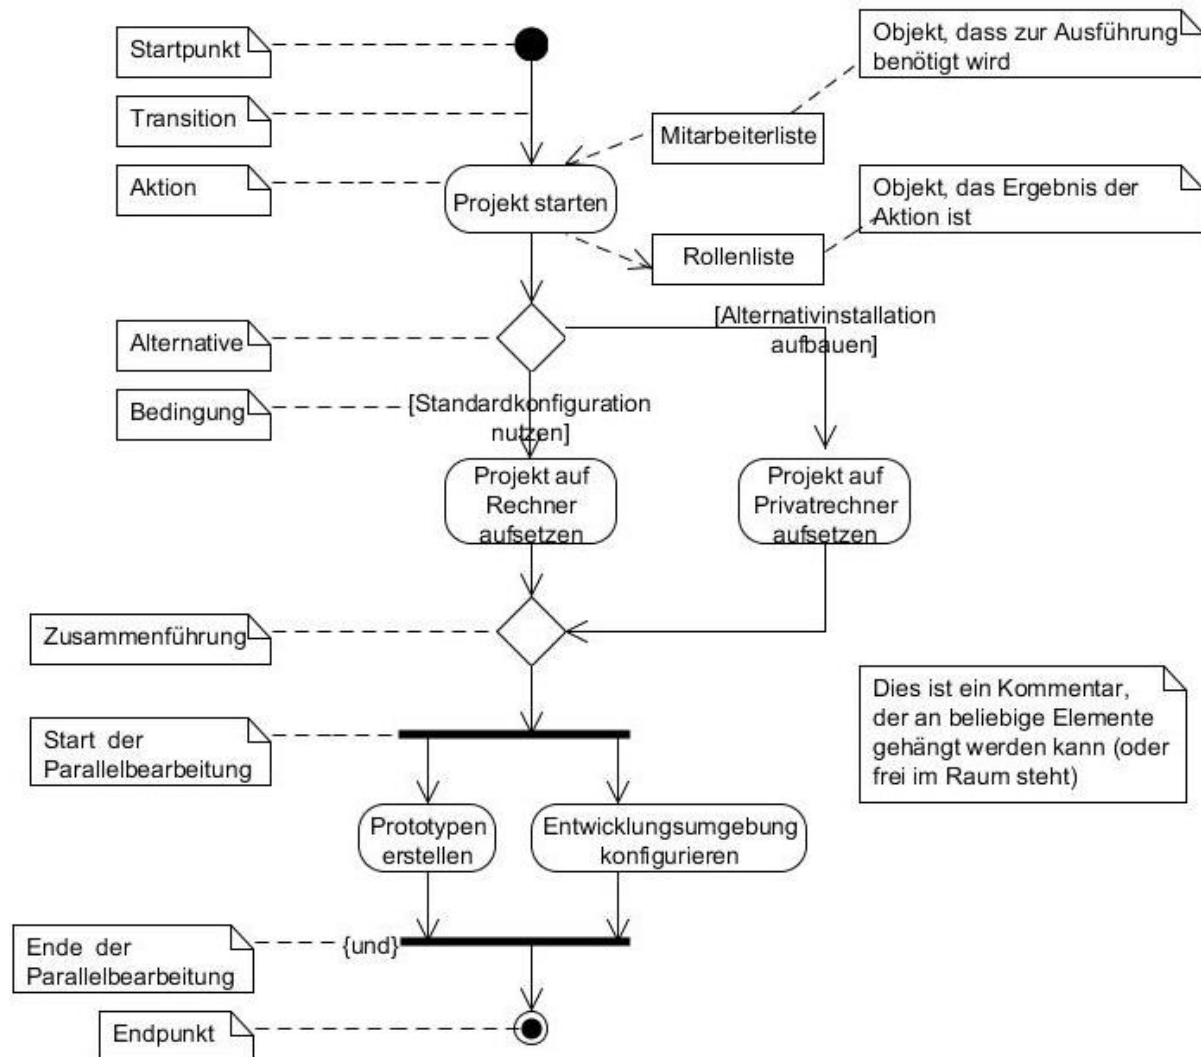 Startpunkt
Objekt, dass zur Ausführung
benötigt wird
Transition
Mitarbeiterliste
Aktion
Projekt starten
Objekt, das Ergebnis der
Aktion ist
Rollenliste
[Alternativinstallation
aufbauen]
Alternative
Bedingung
[Standardkonfiguration
nutzen]
Projekt auf
Rechner
aufsetzen
Projekt auf
Privatrechner
aufsetzen
Zusammenführung
Dies ist ein Kommentar,
der an beliebige Elemente
gehängt werden kann (oder
frei im Raum steht)
Start der
Parallelbearbeitung
Prototypen
erstellen
Entwicklungsumgebung
konfigurieren
Ende der
Parallelbearbeitung
{und}
Endpunkt